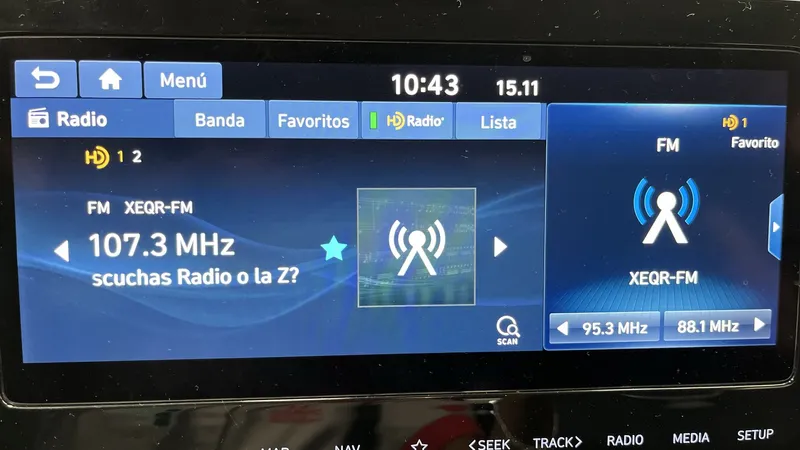 Menú
10:43
15.11
Radio
Banda
Favoritos
HD Radio
Lista
HD 1 2
FM XEQR-FM
107.3 MHz
scuchas Radio o la Z?
SCAN
HD 1
FM
Favorito
XEQR-FM
95.3 MHz
88.1 MHz
NAV
SEEK
TRACK
RADIO
MEDIA
SETUP